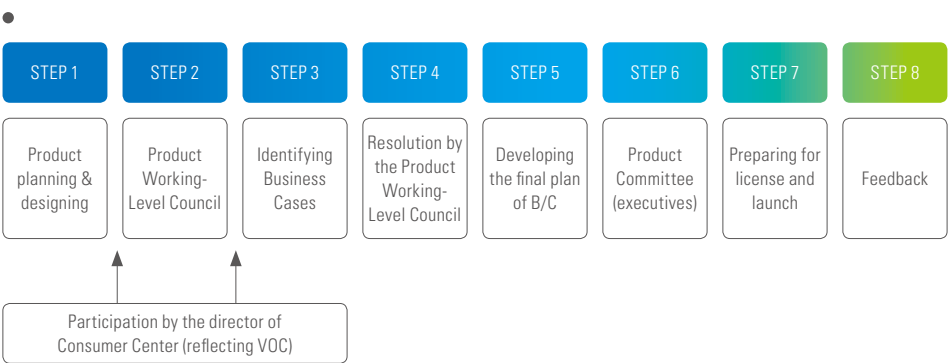 STEP 1
STEP 2
STEP 3
STEP 4
STEP 5
STEP 6
STEP 7
STEP 8
Product
planning &
designing
Product
Working-
Level Council
Identifying
Business
Cases
Resolution by
the Product
Working-
Level Council
Developing
the final plan
of B/C
Product
Committee
(executives)
Preparing for
license and
launch
Feedback
Participation by the director of
Consumer Center (reflecting VOC)